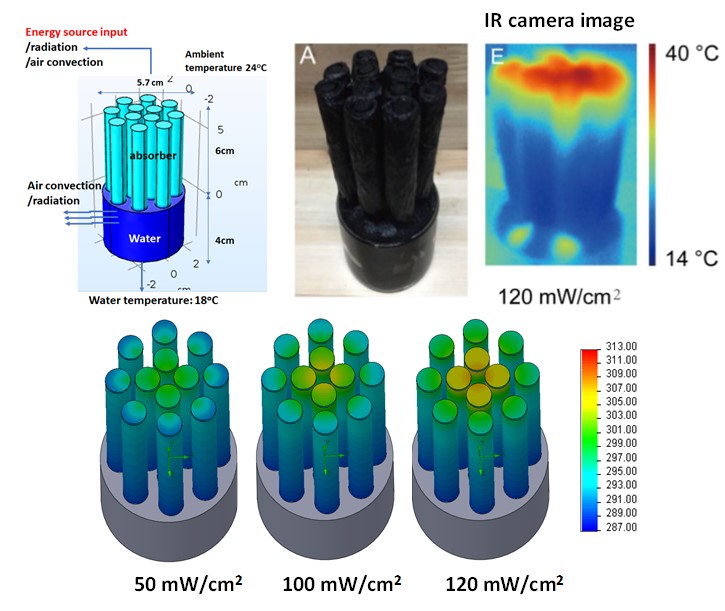 IR camera image
Energy source input
/radiation
/air convection
Ambient
temperature 24°C
5.7 cm
2
0
-2
5
6cm
absorber
cm
0
Air convection
/radiation
4cm
Water
2
0
-2
Water temperature: 18°C
A
E
40 °C
14 °C
120 mW/cm²
313.00
311.00
309.00
307.00
305.00
303.00
301.00
299.00
297.00
295.00
293.00
291.00
289.00
287.00
50 mW/cm²
100 mW/cm²
120 mW/cm²